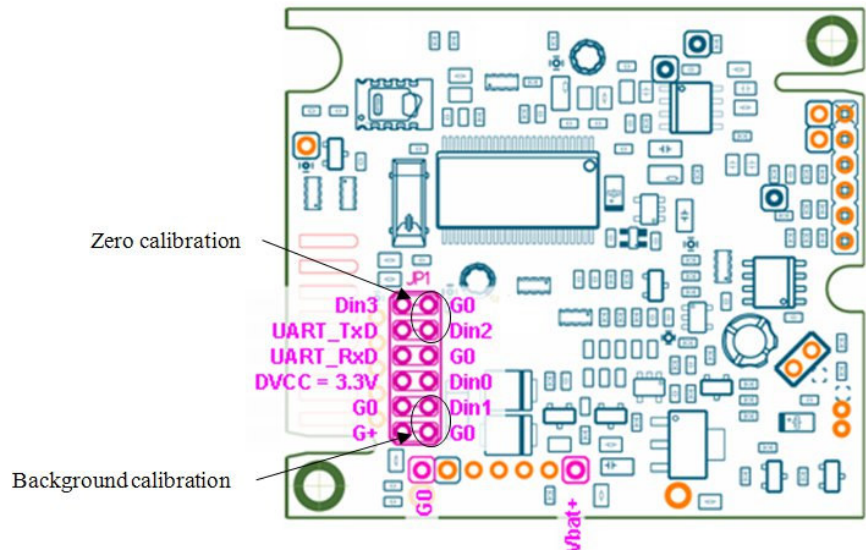 Zero calibration
JP1
Din3 G0
UART_TxD Din2
UART_RxD G0
DVCC = 3.3V Din0
G0 Din1
G+ G0
Background calibration
G0
Vbat+